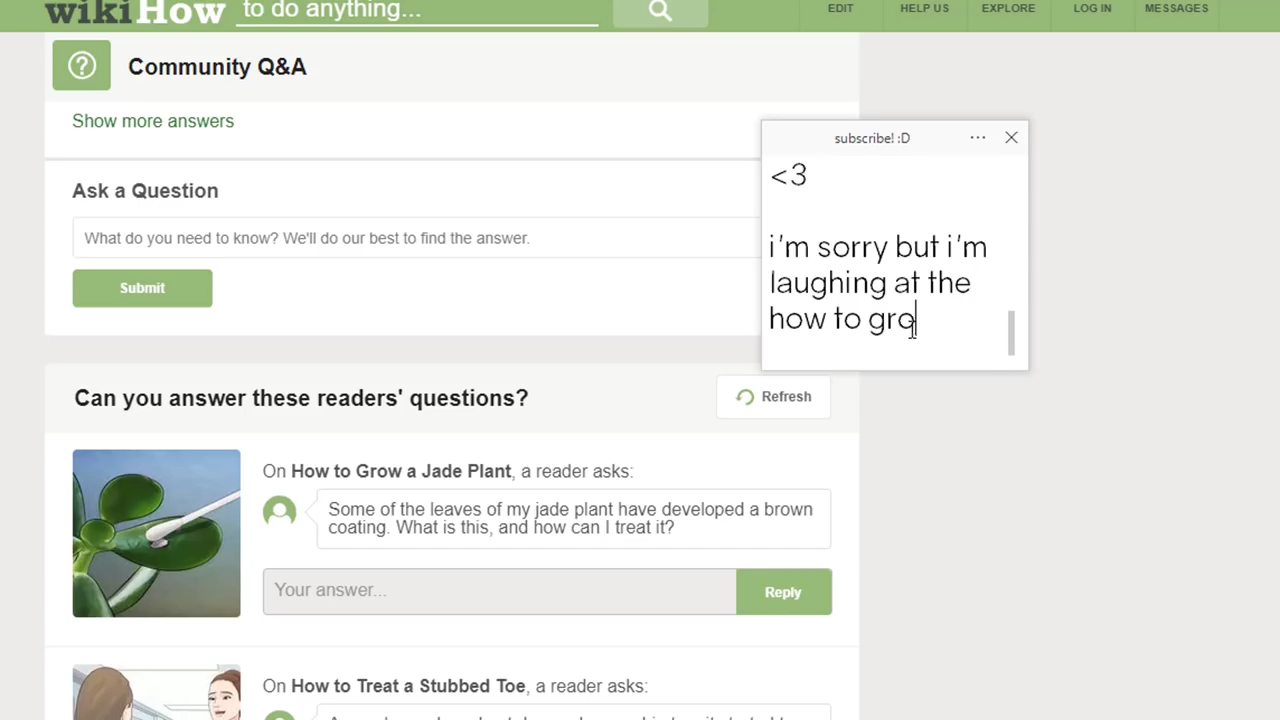 wikiHow to do anything...
EDIT
HELP US
EXPLORE
LOG IN
MESSAGES
Community Q&A
Show more answers
Ask a Question
What do you need to know? We'll do our best to find the answer.
Submit
subscribe! :D
<3
i'm sorry but i'm
laughing at the
how to gro
Can you answer these readers' questions?
Refresh
On How to Grow a Jade Plant, a reader asks:
Some of the leaves of my jade plant have developed a brown
coating. What is this, and how can I treat it?
Your answer...
Reply
On How to Treat a Stubbed Toe, a reader asks: